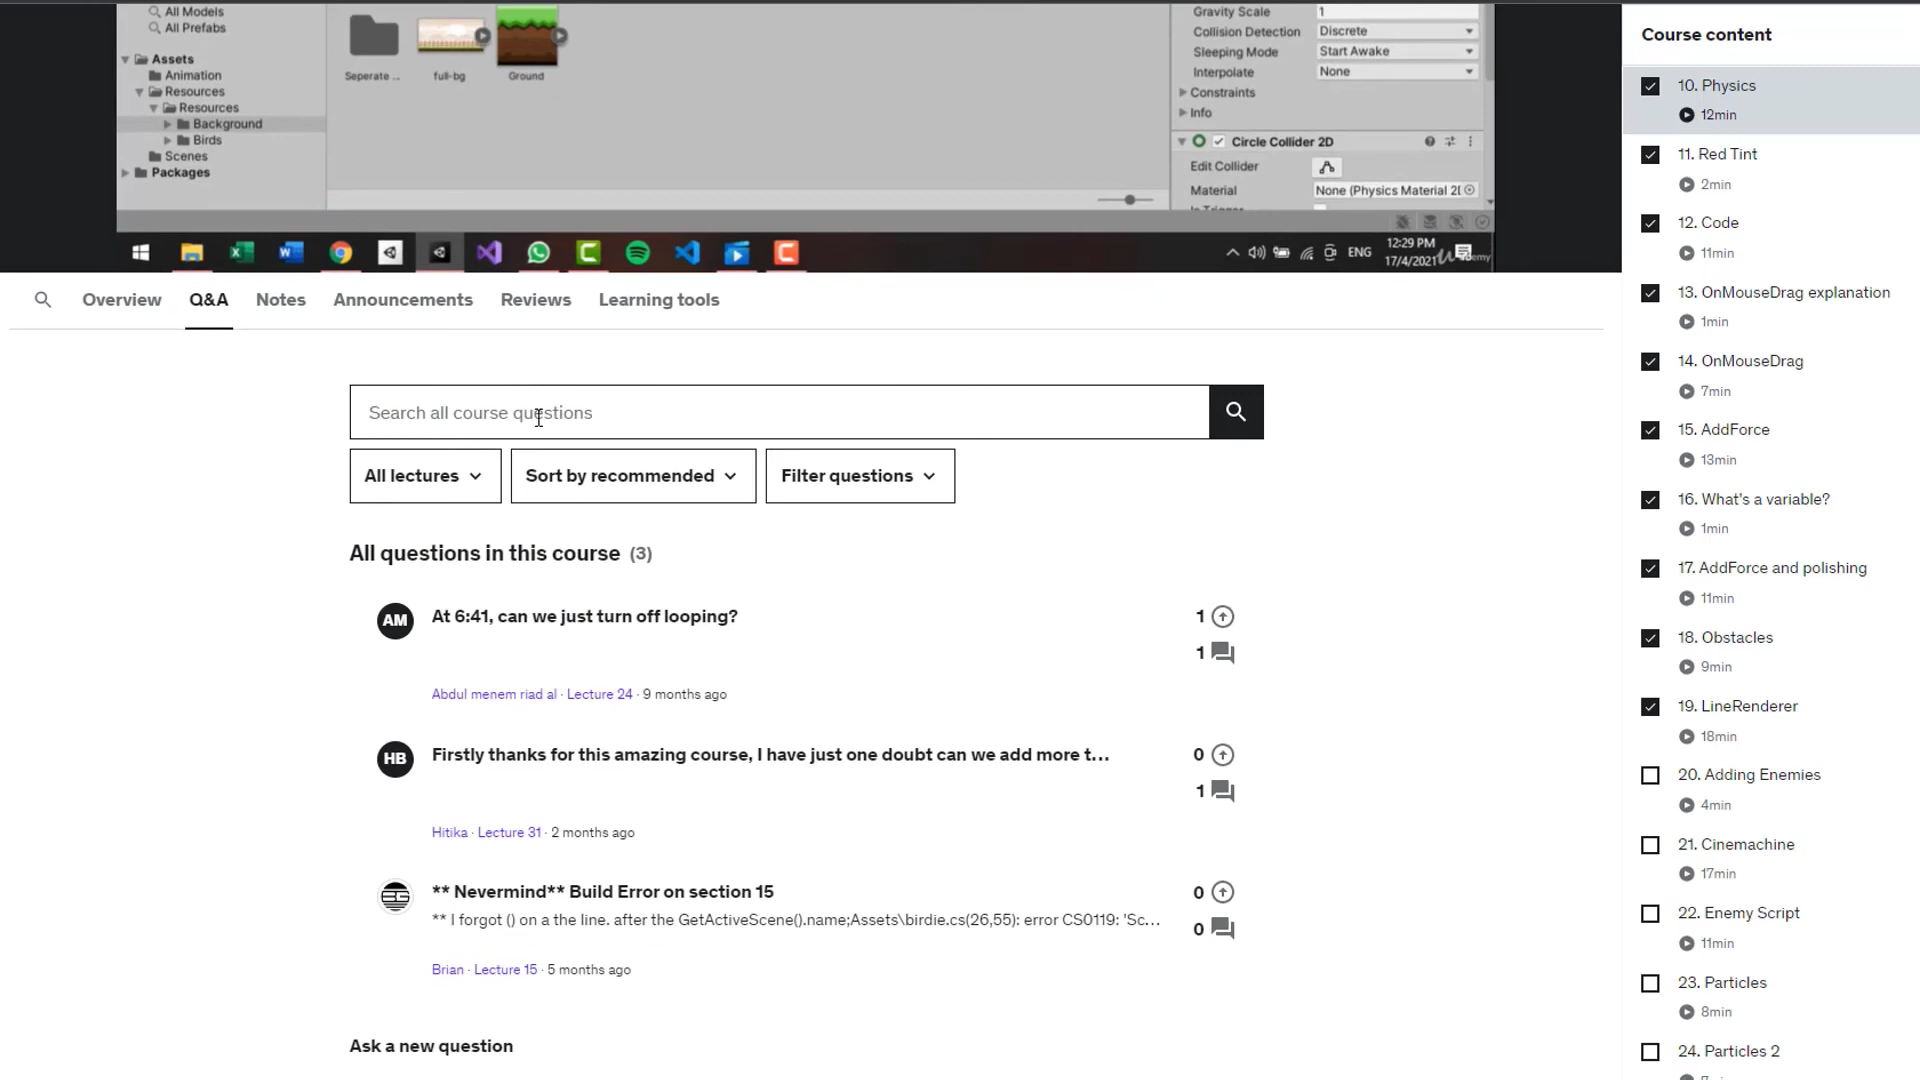 All Models
All Prefabs
Assets
Animation
Resources
Resources
Background
Birds
Scenes
Packages
Seperate ...
full-bg
Ground
Gravity Scale
1
Collision Detection
Discrete
Sleeping Mode
Start Awake
Interpolate
None
Constraints
Info
Circle Collider 2D
Edit Collider
Material
None (Physics Material 2D
ENG
12:29 PM
17/4/2021
Overview
Q&A
Notes
Announcements
Reviews
Learning tools
Search all course questions
All lectures
Sort by recommended
Filter questions
All questions in this course (3)
AM
At 6:41, can we just turn off looping?
1
1
Abdul menem riad al · Lecture 24 · 9 months ago
HB
Firstly thanks for this amazing course, I have just one doubt can we add more t...
0
1
Hitika · Lecture 31 · 2 months ago
** Nevermind** Build Error on section 15
0
** I forgot () on a the line. after the GetActiveScene().name;Assets\birdie.cs(26,55): error CS0119: 'Sc...
0
Brian · Lecture 15 · 5 months ago
Ask a new question
Course content
10. Physics
12min
11. Red Tint
2min
12. Code
11min
13. OnMouseDrag explanation
1min
14. OnMouseDrag
7min
15. AddForce
13min
16. What's a variable?
1min
17. AddForce and polishing
11min
18. Obstacles
9min
19. LineRenderer
18min
20. Adding Enemies
4min
21. Cinemachine
17min
22. Enemy Script
11min
23. Particles
8min
24. Particles 2